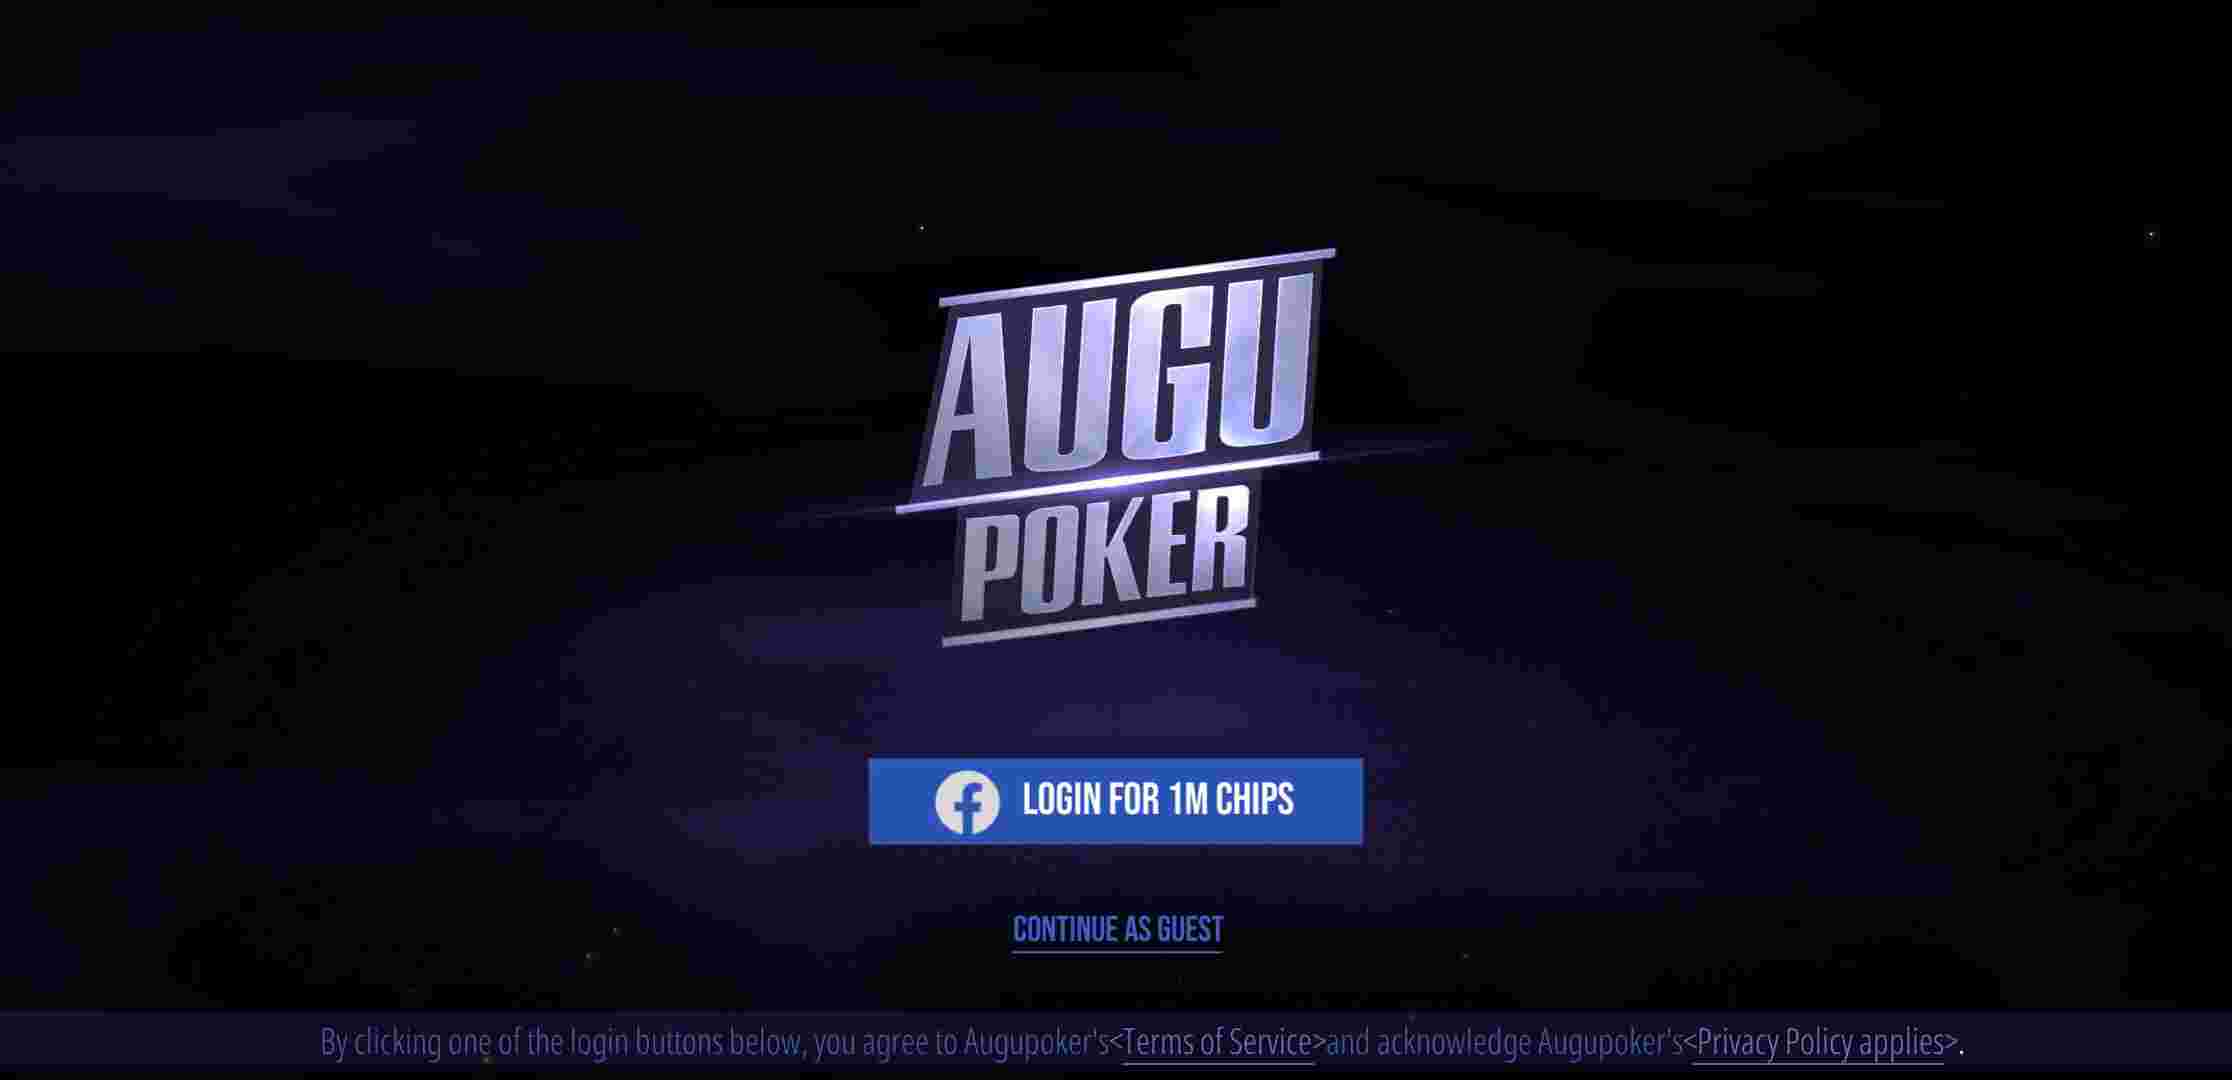 AUGU
POKER
LOGIN FOR 1M CHIPS
CONTINUE AS GUEST
By clicking one of the login buttons below, you agree to Augupoker's<Terms of Service>and acknowledge Augupoker's<Privacy Policy applies>.